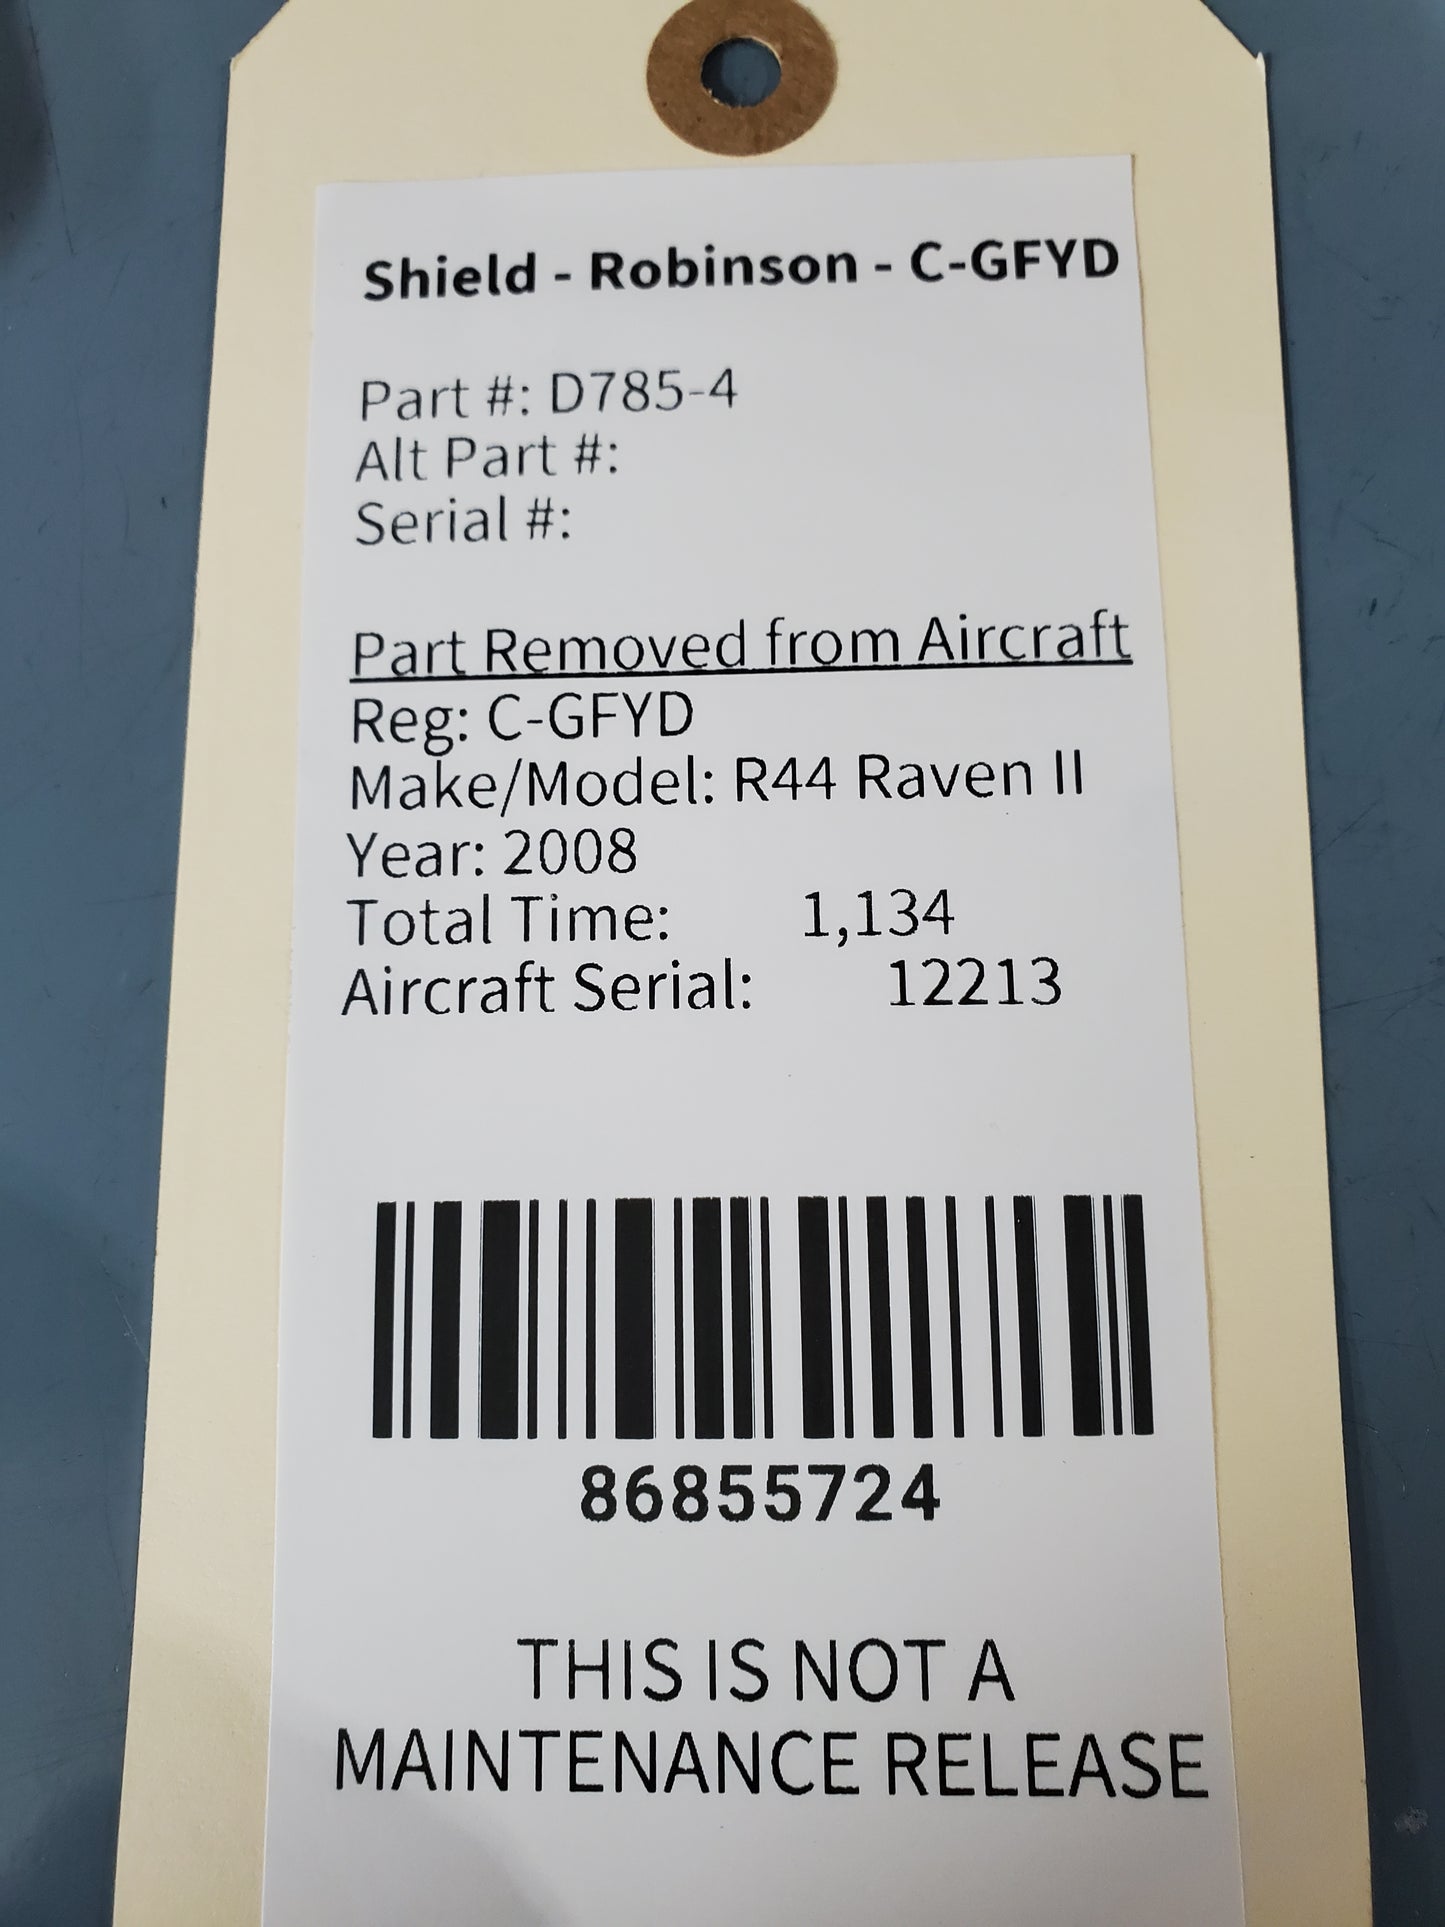 Shield - Robinson - C-GFYD
Part #: D785-4
Alt Part #:
Serial #:
Part Removed from Aircraft
Reg: C-GFYD
Make/Model: R44 Raven II
Year: 2008
Total Time: 1,134
Aircraft Serial: 12213
86855724
THIS IS NOT A
MAINTENANCE RELEASE